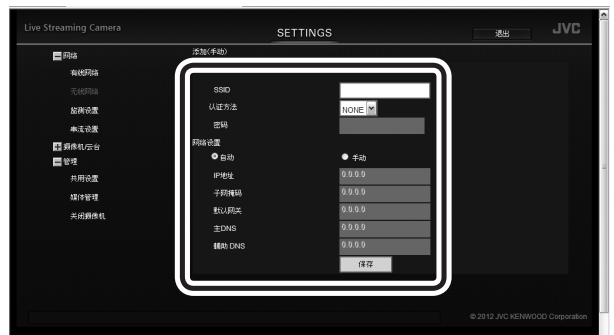 Live Streaming Camera
SETTINGS
退出
JVC
网络
有线网络
无线网络
监测设置
串流设置
摄像机/云台
管理
共用设置
媒体管理
关闭摄像机
添加(手动)
SSID
认证方法
NONE
密码
网络设置
自动
手动
IP地址
0.0.0.0
子网掩码
0.0.0.0
默认网关
0.0.0.0
主DNS
0.0.0.0
辅助 DNS
0.0.0.0
保存
© 2012 JVC KENWOOD Corporation